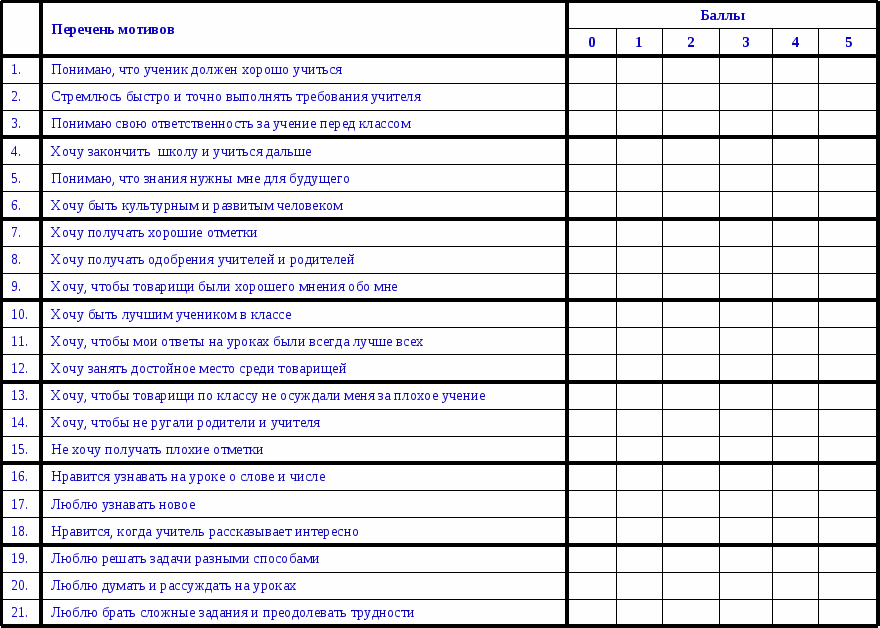 Перечень мотивов Баллы
0 1 2 3 4 5
1. Понимаю, что ученик должен хорошо учиться
2. Стремлюсь быстро и точно выполнять требования учителя
3. Понимаю свою ответственность за учение перед классом
4. Хочу закончить школу и учиться дальше
5. Понимаю, что знания нужны мне для будущего
6. Хочу быть культурным и развитым человеком
7. Хочу получать хорошие отметки
8. Хочу получать одобрения учителей и родителей
9. Хочу, чтобы товарищи были хорошего мнения обо мне
10. Хочу быть лучшим учеником в классе
11. Хочу, чтобы мои ответы на уроках были всегда лучше всех
12. Хочу занять достойное место среди товарищей
13. Хочу, чтобы товарищи по классу не осуждали меня за плохое учение
14. Хочу, чтобы не ругали родители и учителя
15. Не хочу получать плохие отметки
16. Нравится узнавать на уроке о слове и числе
17. Люблю узнавать новое
18. Нравится, когда учитель рассказывает интересно
19. Люблю решать задачи разными способами
20. Люблю думать и рассуждать на уроках
21. Люблю брать сложные задания и преодолевать трудности